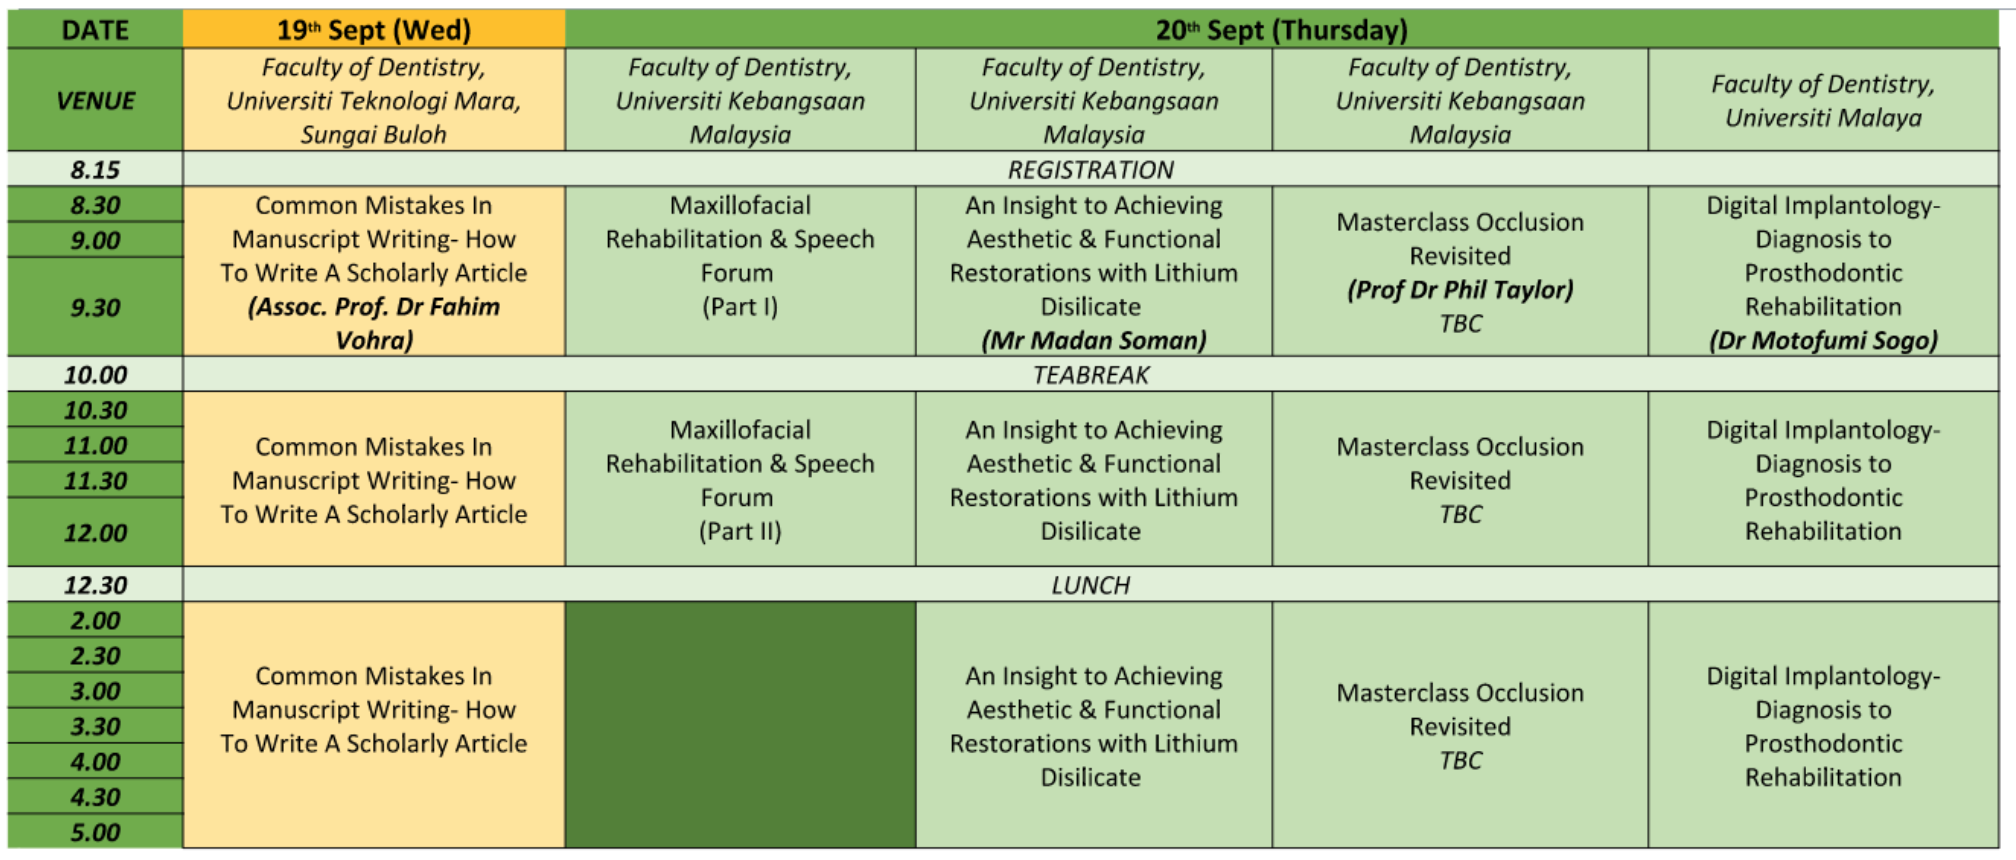 DATE 19th Sept (Wed) 20th Sept (Thursday)
VENUE
Faculty of Dentistry,
Universiti Teknologi Mara,
Sungai Buloh
Faculty of Dentistry,
Universiti Kebangsaan
Malaysia
Faculty of Dentistry,
Universiti Kebangsaan
Malaysia
Faculty of Dentistry,
Universiti Kebangsaan
Malaysia
Faculty of Dentistry,
Universiti Malaya
8.15 REGISTRATION
8.30
9.00
9.30
Common Mistakes In
Manuscript Writing- How
To Write A Scholarly Article
(Assoc. Prof. Dr Fahim
Vohra)
Maxillofacial
Rehabilitation & Speech
Forum
(Part I)
An Insight to Achieving
Aesthetic & Functional
Restorations with Lithium
Disilicate
(Mr Madan Soman)
Masterclass Occlusion
Revisited
(Prof Dr Phil Taylor)
TBC
Digital Implantology-
Diagnosis to
Prosthodontic
Rehabilitation
(Dr Motofumi Sogo)
10.00 TEABREAK
10.30
11.00
11.30
12.00
Common Mistakes In
Manuscript Writing- How
To Write A Scholarly Article
Maxillofacial
Rehabilitation & Speech
Forum
(Part II)
An Insight to Achieving
Aesthetic & Functional
Restorations with Lithium
Disilicate
Masterclass Occlusion
Revisited
TBC
Digital Implantology-
Diagnosis to
Prosthodontic
Rehabilitation
12.30 LUNCH
2.00
2.30
3.00
3.30
4.00
4.30
5.00
Common Mistakes In
Manuscript Writing- How
To Write A Scholarly Article
An Insight to Achieving
Aesthetic & Functional
Restorations with Lithium
Disilicate
Masterclass Occlusion
Revisited
TBC
Digital Implantology-
Diagnosis to
Prosthodontic
Rehabilitation